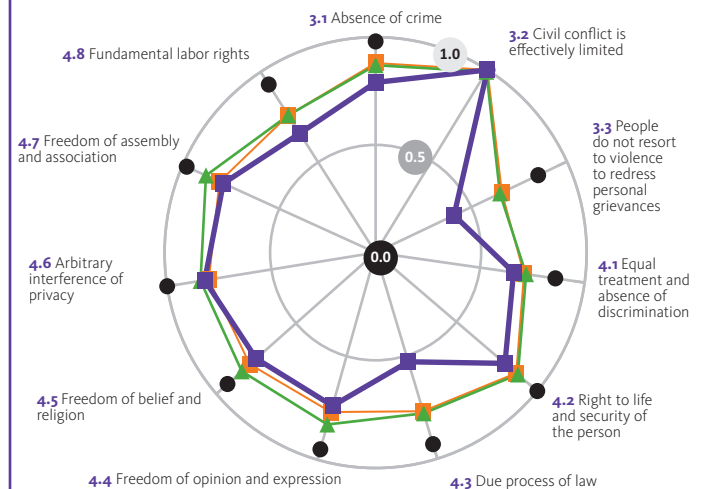 3.1 Absence of crime
3.2 Civil conflict is
effectively limited
1.0
4.8 Fundamental labor rights
3.3 People
do not resort
to violence
to redress
personal
grievances
4.7 Freedom of assembly
and association
0.5
0.0
4.6 Arbitrary
interference of
privacy
4.1 Equal
treatment and
absence of
discrimination
4.5 Freedom of belief and
religion
4.2 Right to life
and security of
the person
4.4 Freedom of opinion and expression
4.3 Due process of law